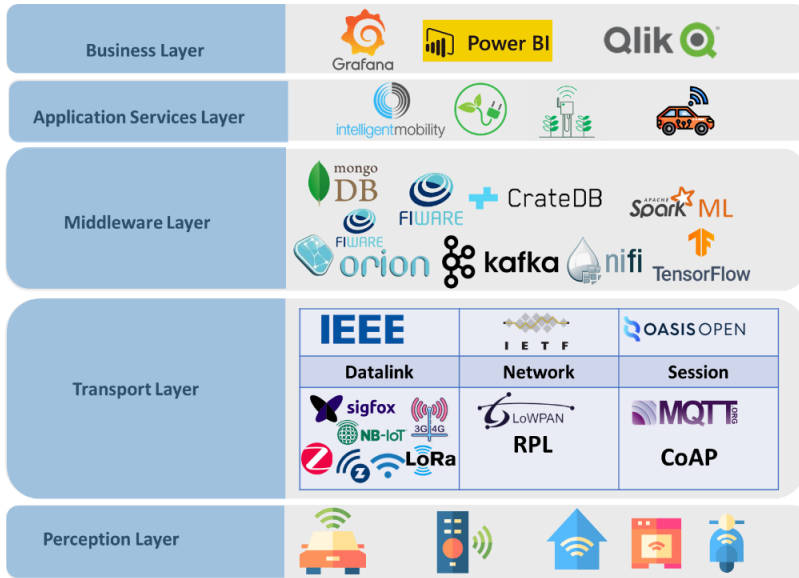 Business Layer
Grafana
Power BI
Qlik Q
Application Services Layer
intelligentmobility
Middleware Layer
mongo
DB
FIWARE
CrateDB
APACHE
Spark ML
FIWARE
orion
kafka
nifi
TensorFlow
Transport Layer
IEEE
IETF
OASIS OPEN
Datalink
Network
Session
sigfox
NB-IoT
3G 4G
Z
Z
LoRa
6LoWPAN
RPL
MQTT.ORG
CoAP
Perception Layer